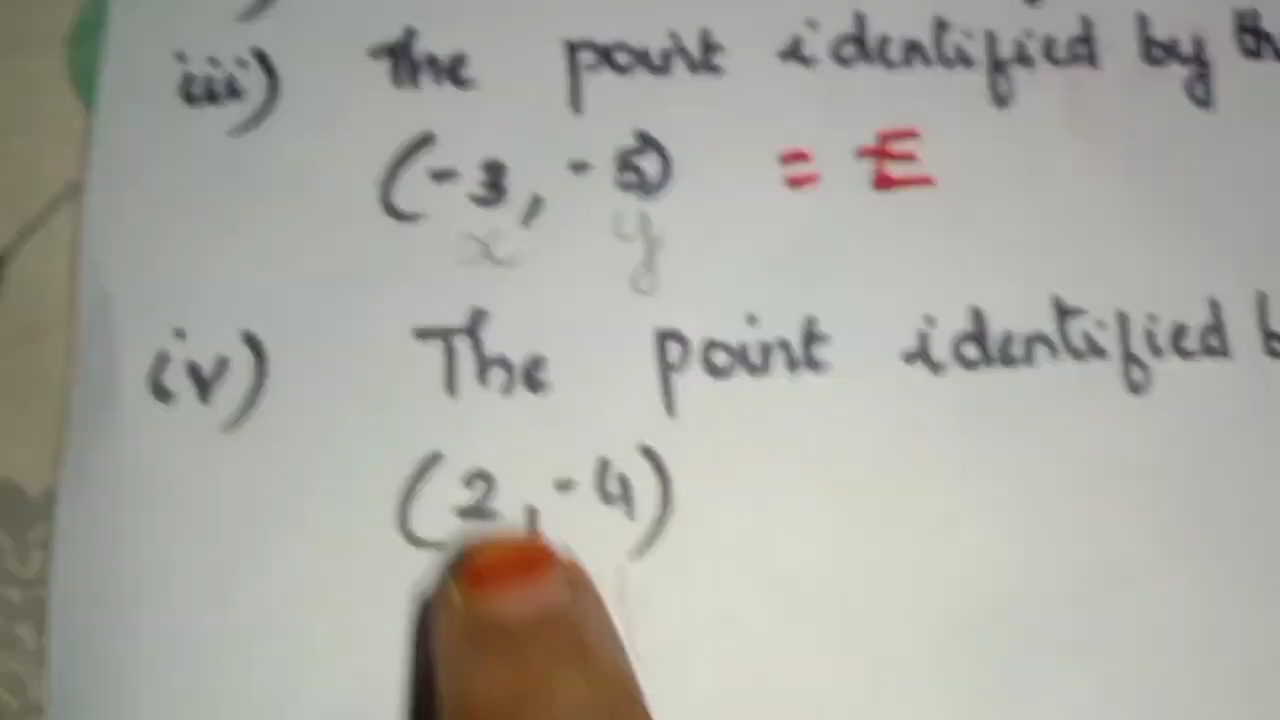 iii) The point identified by
(-3, -5) = E
x y
iv) The point identified
(2, -4)